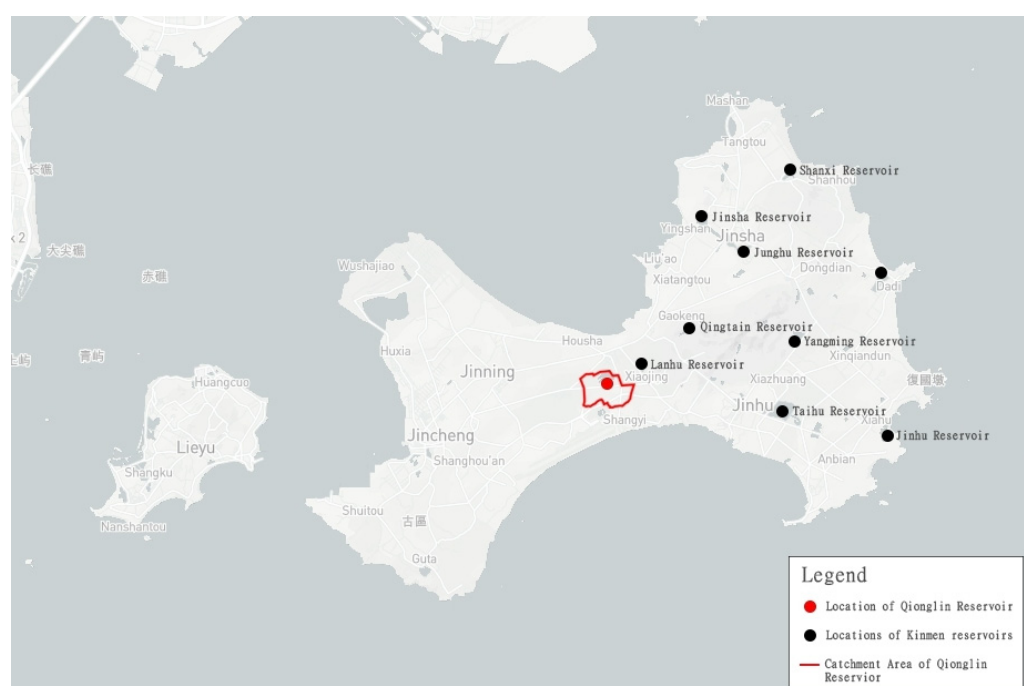 Mashan
Tangtou
长礁
Shanxi Reservoir
Shanhou
Jinsha Reservoir
Yingshan
Jinsha
大尖礁
Junghu Reservoir
Liu'ao
Wushajiao
Dongdian
赤礁
Xiatangtou
Dadi
Gaokeng
Qingtain Reservoir
Housha
Yangming Reservoir
Huxia
Xinqiandun
青屿
Lanhu Reservoir
Jinning
Xiaojing
Xiazhuang
Huangcuo
復國墩
Jinhu
Taihu Reservoir
Shangyi
Xiahu
Jincheng
Jinhu Reservoir
Lieyu
Shanghou'an
Anbian
Shangku
Shuitou
古區
Nanshantou
Guta
Legend
Location of Qionglin Reservoir
Locations of Kinmen reservoirs
Catchment Area of Qionglin
Reservior